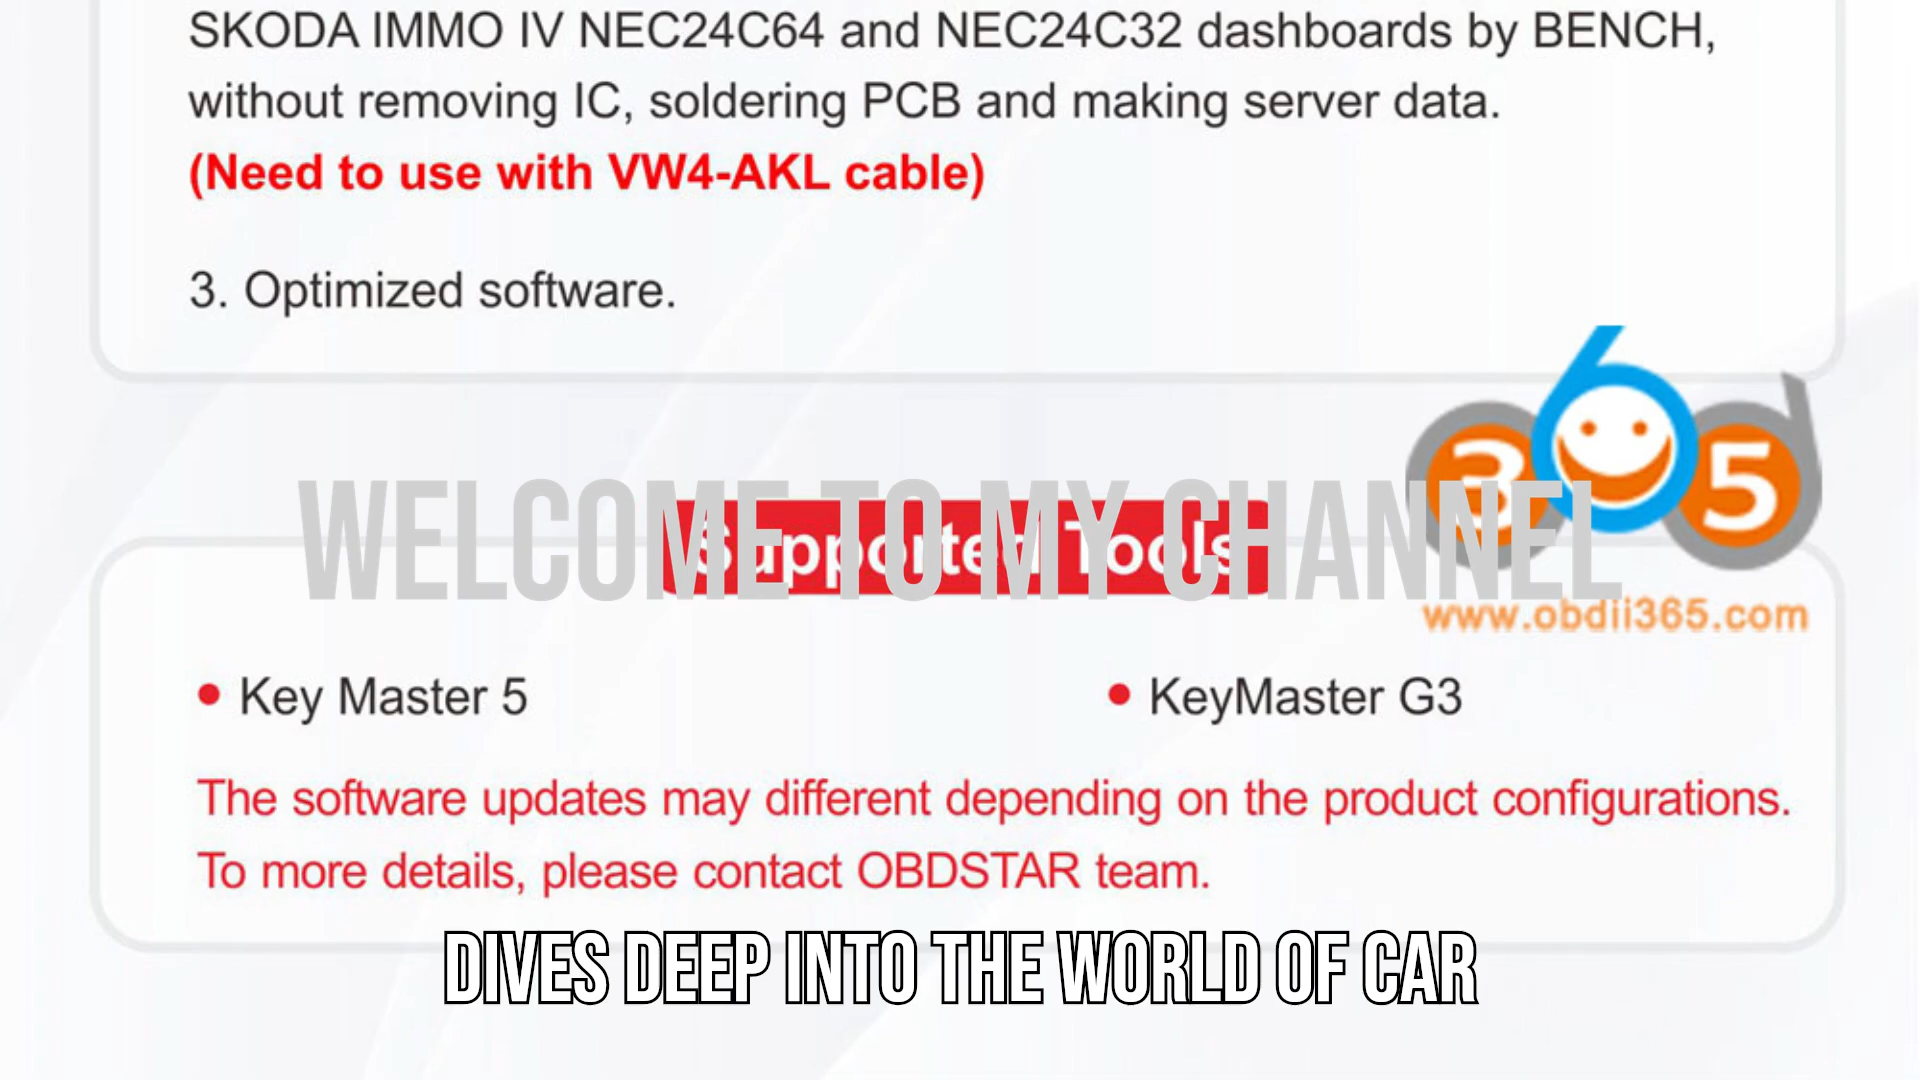 SKODA IMMO IV NEC24C64 and NEC24C32 dashboards by BENCH,
without removing IC, soldering PCB and making server data.
(Need to use with VW4-AKL cable)
3. Optimized software.
365
WELCOME TO MY CHANNEL
Supported Tools
www.obdii365.com
• Key Master 5
• KeyMaster G3
The software updates may different depending on the product configurations.
To more details, please contact OBDSTAR team.
DIVES DEEP INTO THE WORLD OF CAR